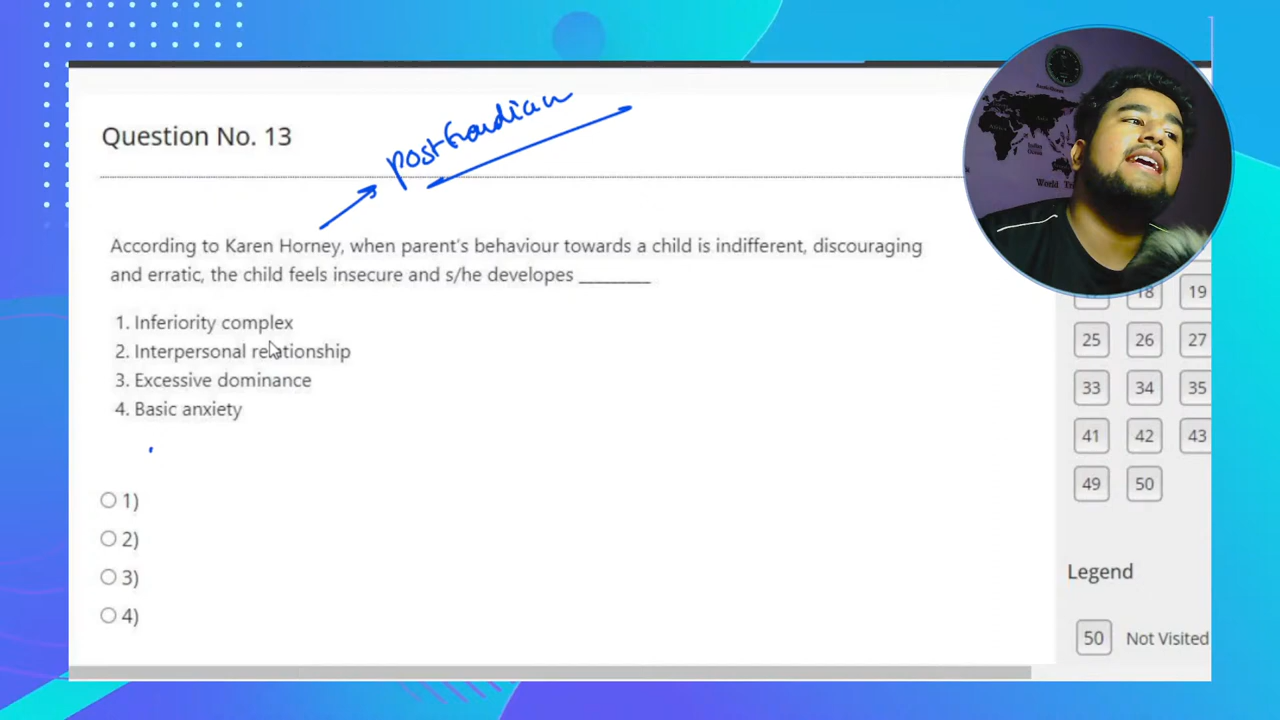 postfraudian
Question No. 13
According to Karen Horney, when parent's behaviour towards a child is indifferent, discouraging
and erratic, the child feels insecure and s/he developes ________
1. Inferiority complex
2. Interpersonal relationship
3. Excessive dominance
4. Basic anxiety
1)
2)
3)
4)
18 19
25 26 27
33 34 35
41 42 43
49 50
Legend
50 Not Visited